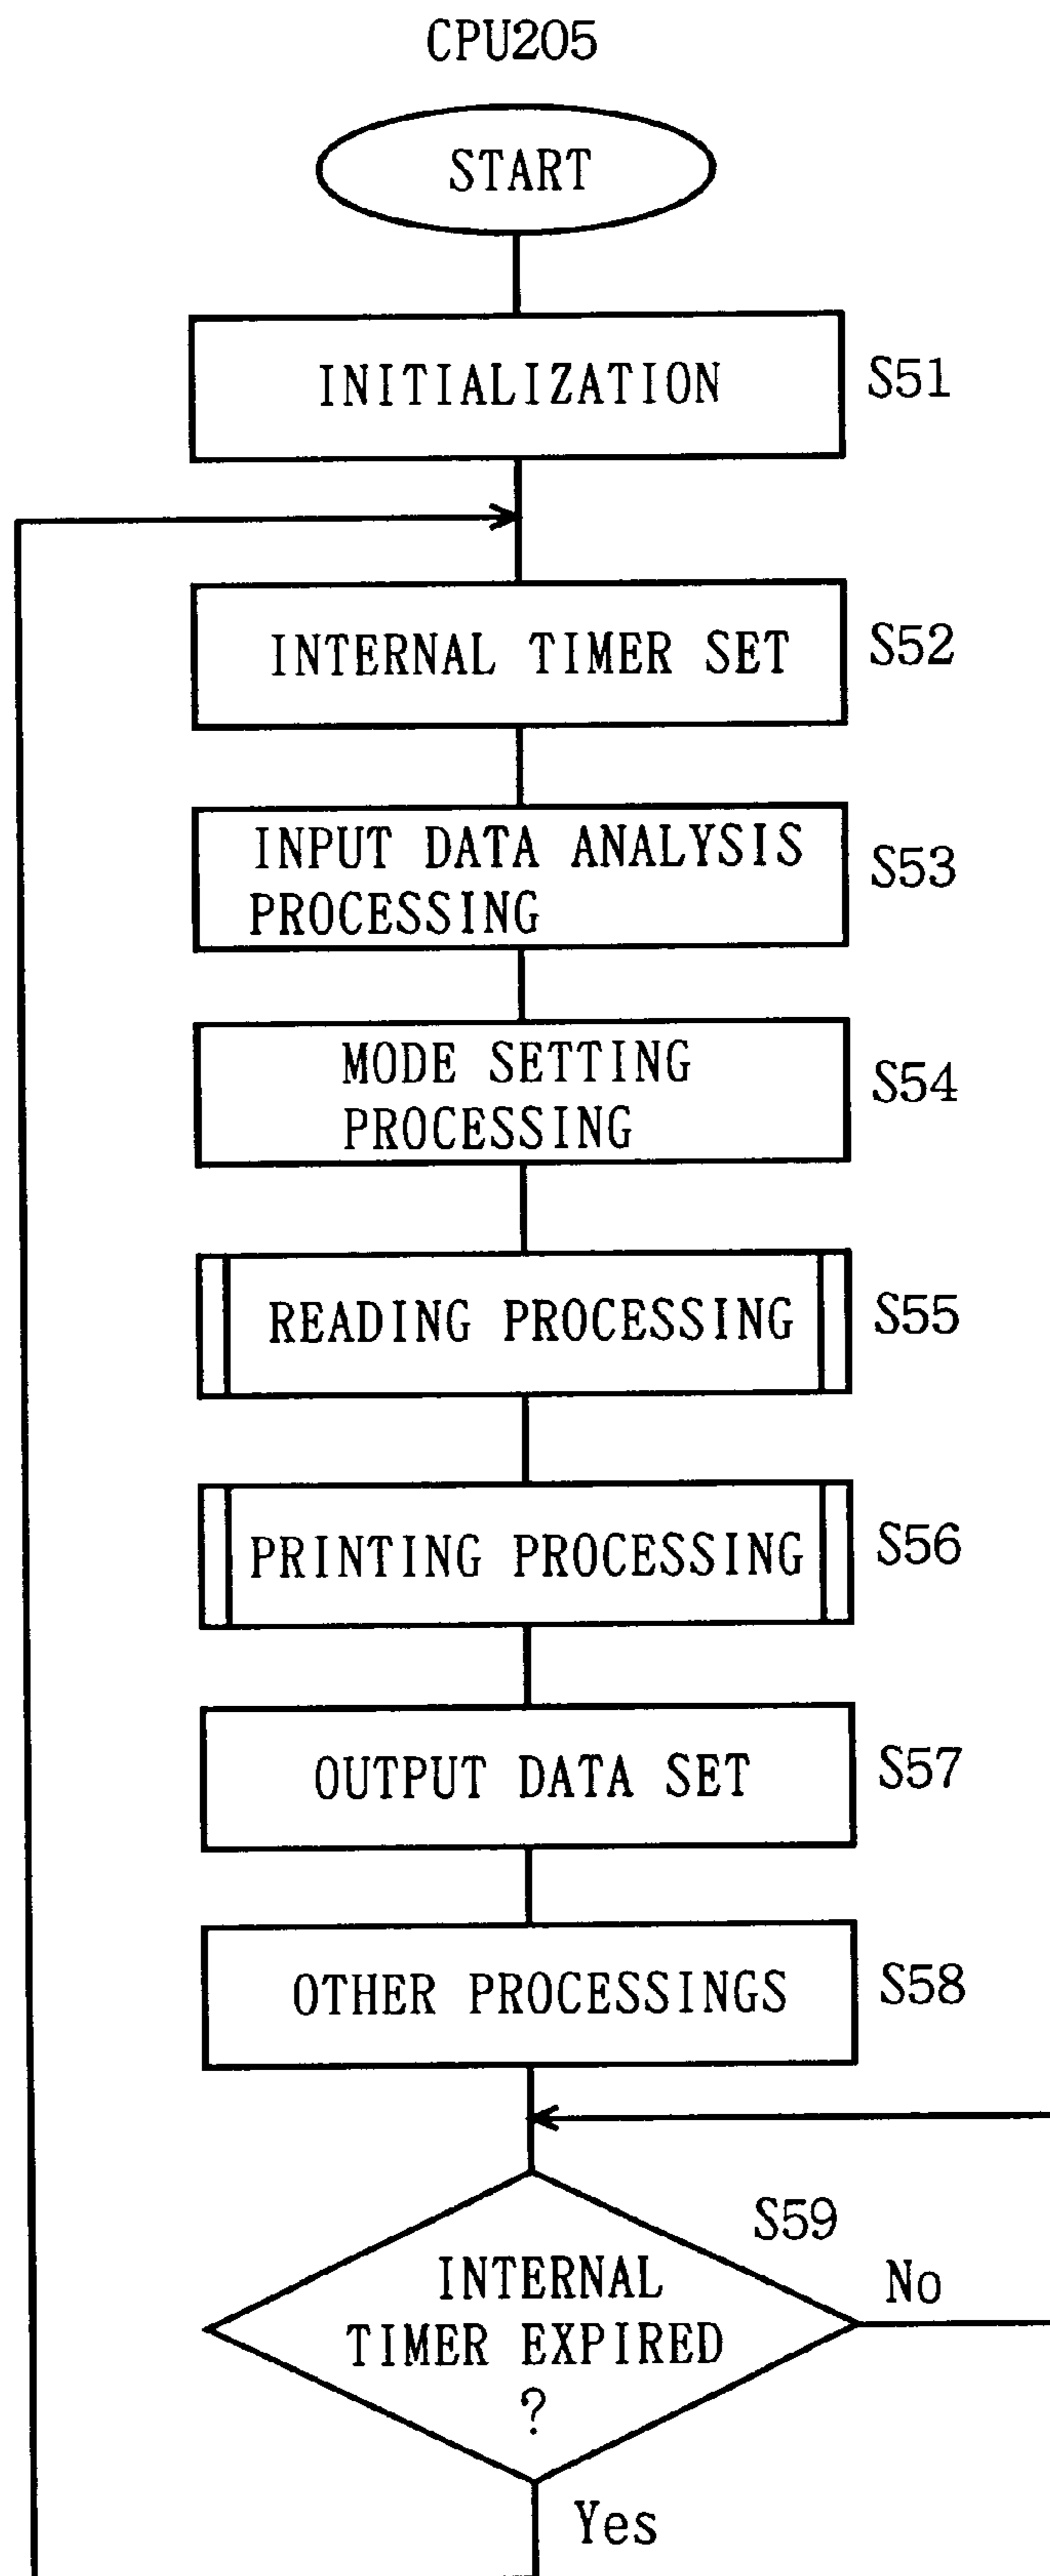 CPU205
START
INITIALIZATION
S51
INTERNAL TIMER SET
S52
INPUT DATA ANALYSIS
PROCESSING
S53
MODE SETTING
PROCESSING
S54
READING PROCESSING
S55
PRINTING PROCESSING
S56
OUTPUT DATA SET
S57
OTHER PROCESSINGS
S58
S59
INTERNAL
TIMER EXPIRED
?
No
Yes